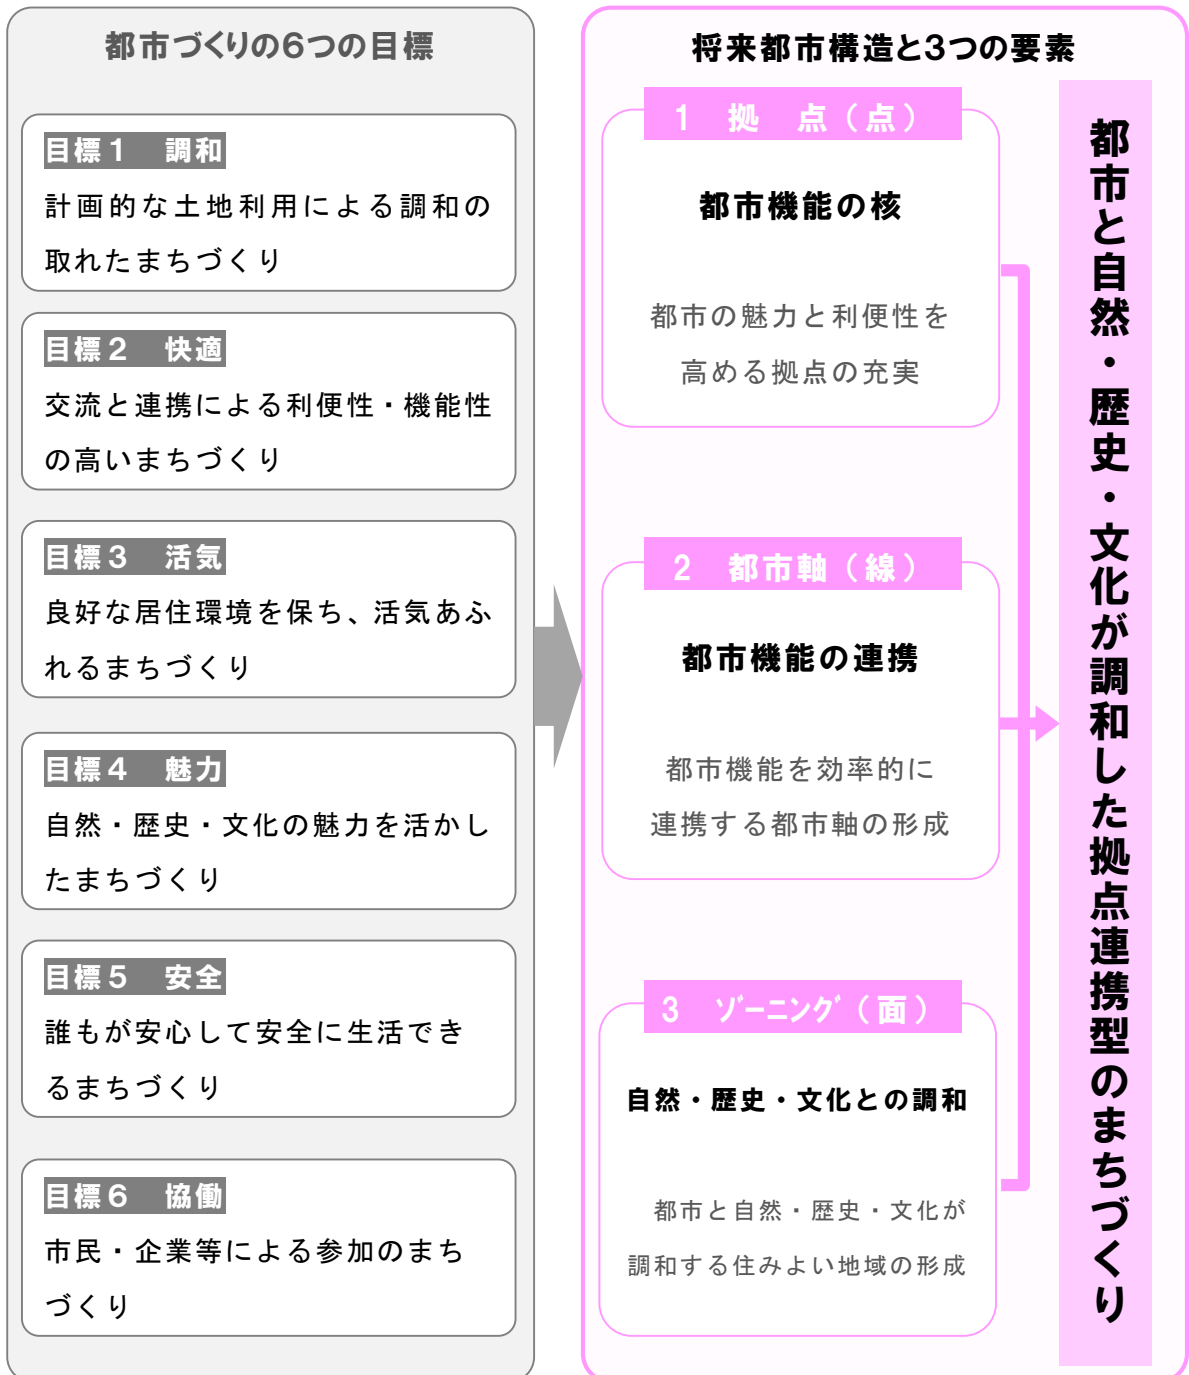 都市づくりの6つの目標
目標1　調和
計画的な土地利用による調和の
取れたまちづくり
目標2　快適
交流と連携による利便性・機能性
の高いまちづくり
目標3　活気
良好な居住環境を保ち、活気あふ
れるまちづくり
目標4　魅力
自然・歴史・文化の魅力を活かし
たまちづくり
目標5　安全
誰もが安心して安全に生活でき
るまちづくり
目標6　協働
市民・企業等による参加のまち
づくり
将来都市構造と3つの要素
1　拠　点（点）
都市機能の核
都市の魅力と利便性を
高める拠点の充実
2　都市軸（線）
都市機能の連携
都市機能を効率的に
連携する都市軸の形成
3　ｿﾞｰﾆﾝｸﾞ（面）
自然・歴史・文化との調和
都市と自然・歴史・文化が
調和する住みよい地域の形成
都市と自然・歴史・文化が調和した拠点連携型のまちづくり